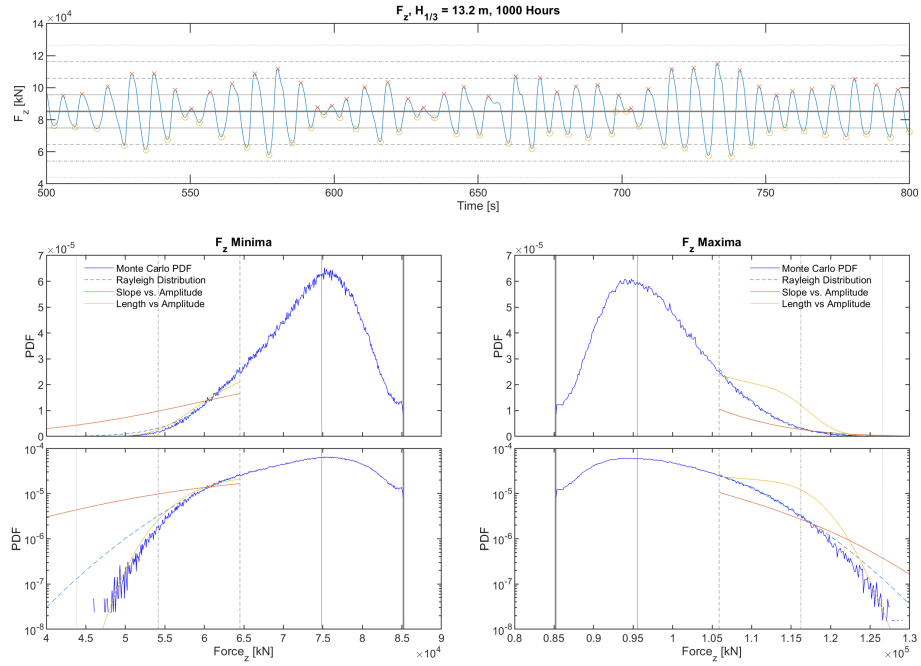 F_z, H_{1/3} = 13.2 m, 1000 Hours
×10^4
14
12
10
8
6
4
F_z [kN]
500 550 600 650 700 750 800
Time [s]
F_z Minima
×10^-5
7
6
5
4
3
2
1
0
PDF
Monte Carlo PDF
Rayleigh Distribution
Slope vs. Amplitude
Length vs Amplitude
F_z Maxima
×10^-5
7
6
5
4
3
2
1
0
PDF
Monte Carlo PDF
Rayleigh Distribution
Slope vs. Amplitude
Length vs Amplitude
10^-4
10^-5
10^-6
10^-7
10^-8
PDF
4 4.5 5 5.5 6 6.5 7 7.5 8 8.5 9
Force_z [kN]
×10^4
10^-4
10^-5
10^-6
10^-7
10^-8
PDF
0.8 0.85 0.9 0.95 1 1.05 1.1 1.15 1.2 1.25 1.3
Force_z [kN]
×10^5